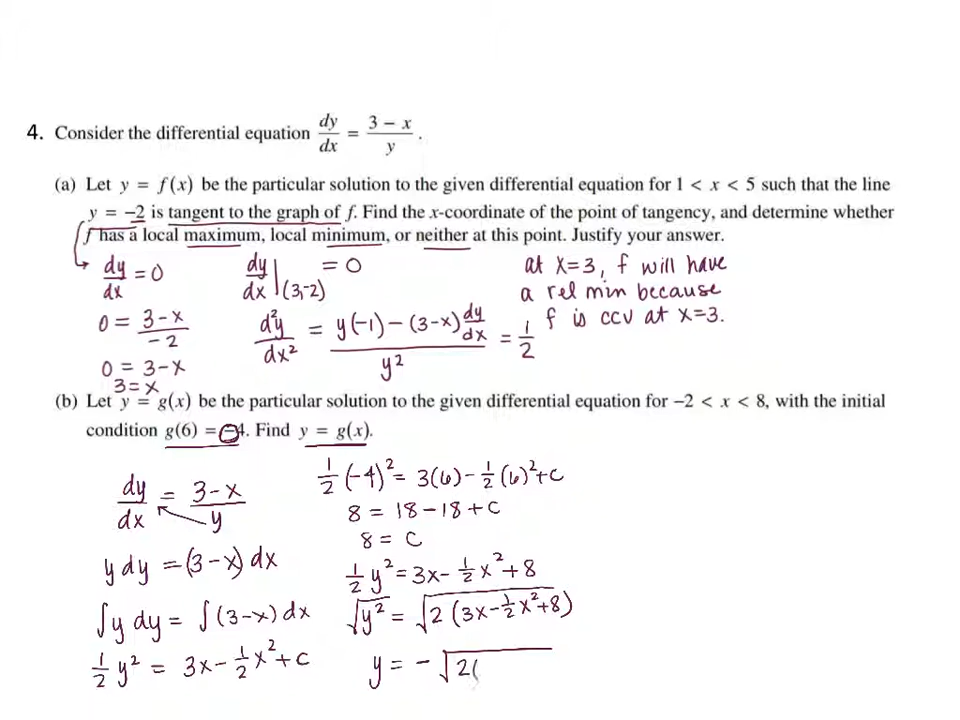 4. Consider the differential equation dy/dx = (3 − x)/y.
(a) Let y = f(x) be the particular solution to the given differential equation for 1 < x < 5 such that the line
y = −2 is tangent to the graph of f. Find the x-coordinate of the point of tangency, and determine whether
f has a local maximum, local minimum, or neither at this point. Justify your answer.
dy/dx = 0
0 = (3-x)/-2
0 = 3-x
3 = x
dy/dx |(3,-2) = 0
d²y/dx² = (y(-1) - (3-x) dy/dx)/y² = 1/2
at x=3, f will have
a rel min because
f is ccv at x=3.
(b) Let y = g(x) be the particular solution to the given differential equation for −2 < x < 8, with the initial
condition g(6) = −4. Find y = g(x).
dy/dx = (3-x)/y
y dy = (3-x) dx
∫y dy = ∫(3-x) dx
1/2 y² = 3x - 1/2 x² + C
1/2 (-4)² = 3(6) - 1/2 (6)² + C
8 = 18 - 18 + C
8 = C
1/2 y² = 3x - 1/2 x² + 8
√y² = √2(3x - 1/2 x² + 8)
y = -√2(